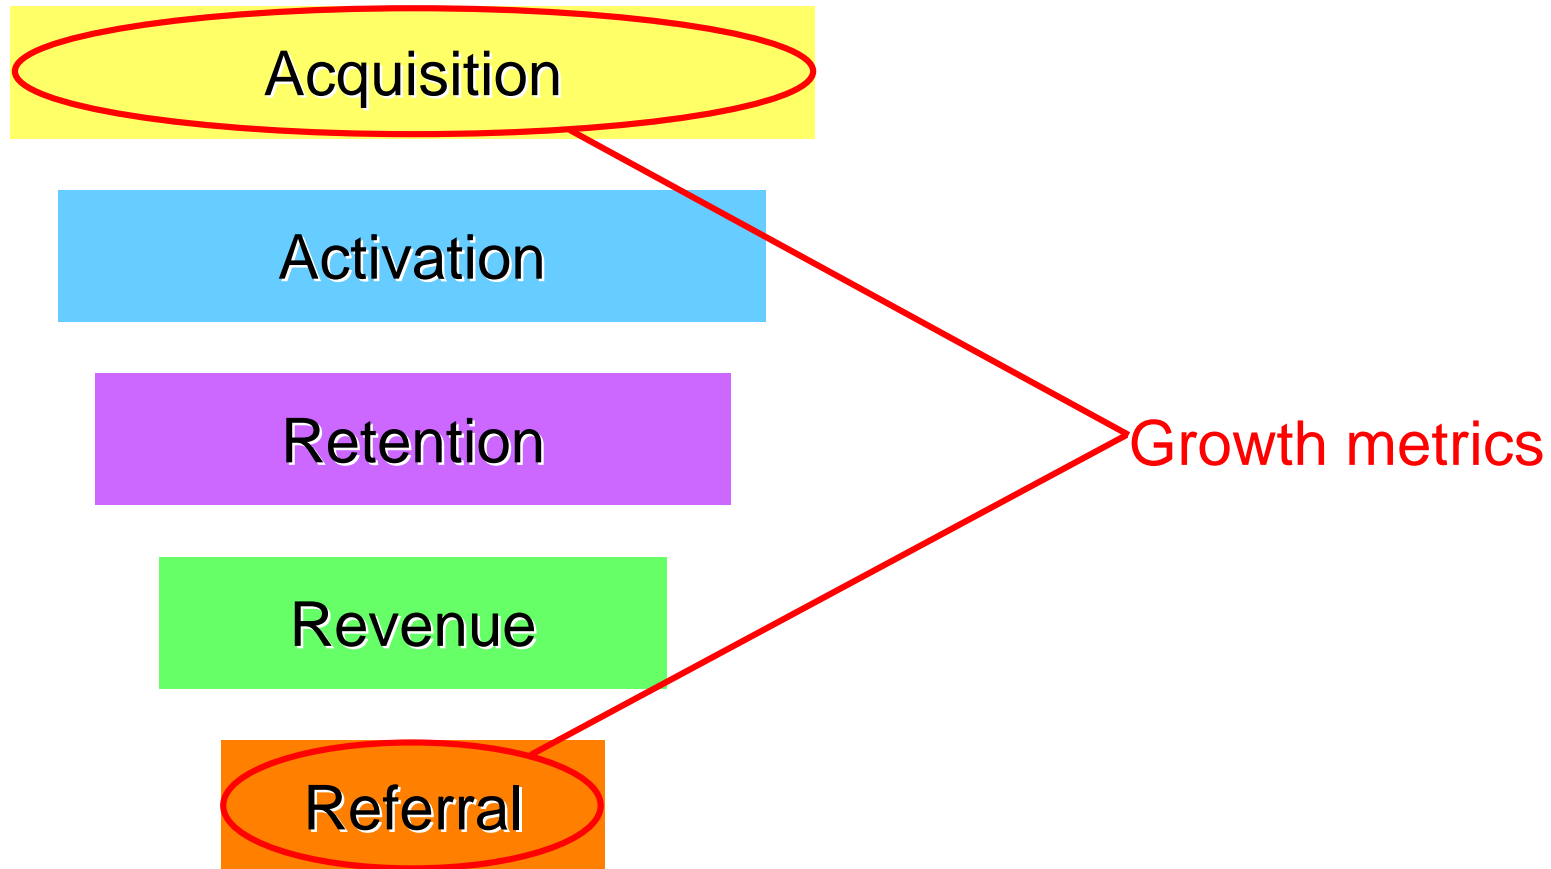 Acquisition
Activation
Retention
Growth metrics
Revenue
Referral